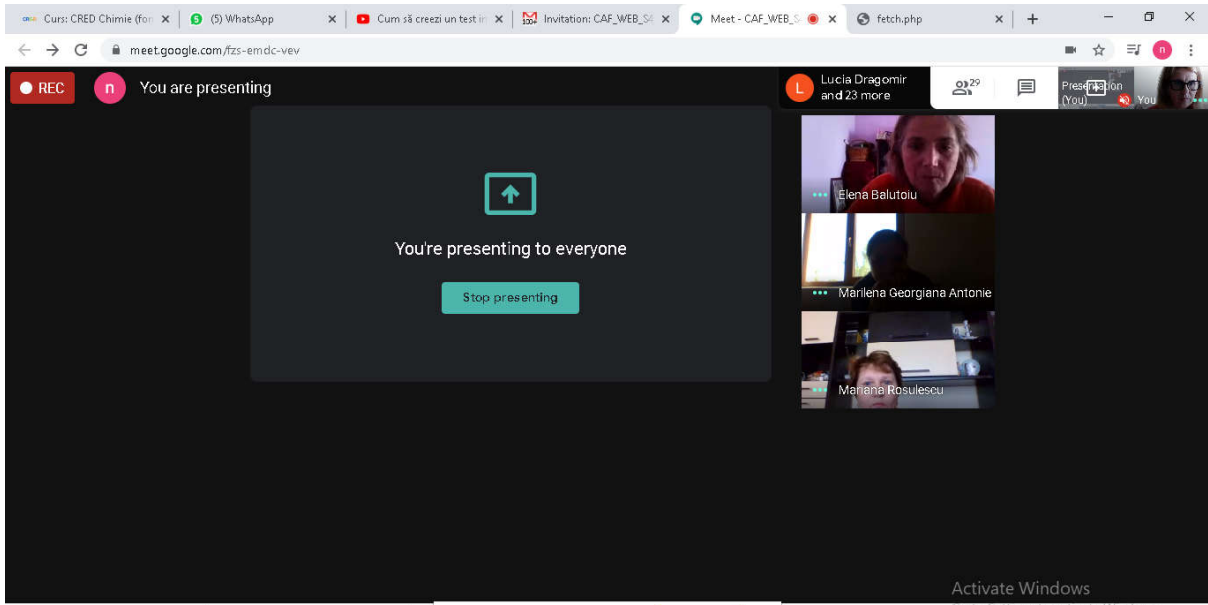 Curs: CRED Chimie (for
(5) WhatsApp
Cum să creezi un test în
Invitation: CAF_WEB_S4
Meet - CAF_WEB_S
fetch.php
meet.google.com/fzs-emdc-vev
n
REC
n
You are presenting
L
Lucia Dragomir
and 23 more
29
Presentation
(You)
You
Elena Balutoiu
You're presenting to everyone
Stop presenting
Marilena Georgiana Antonie
Mariana Rosulescu
Activate Windows